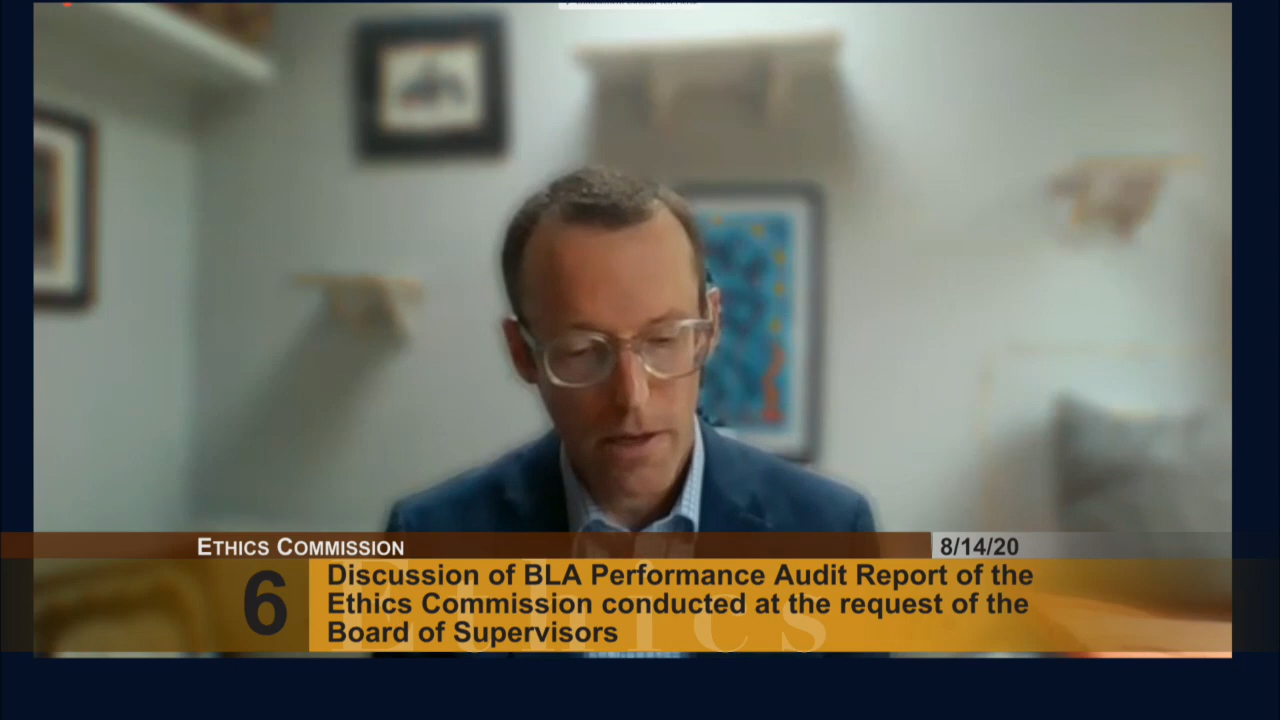 ETHICS COMMISSION
8/14/20
6
Discussion of BLA Performance Audit Report of the
Ethics Commission conducted at the request of the
Board of Supervisors
Ethics